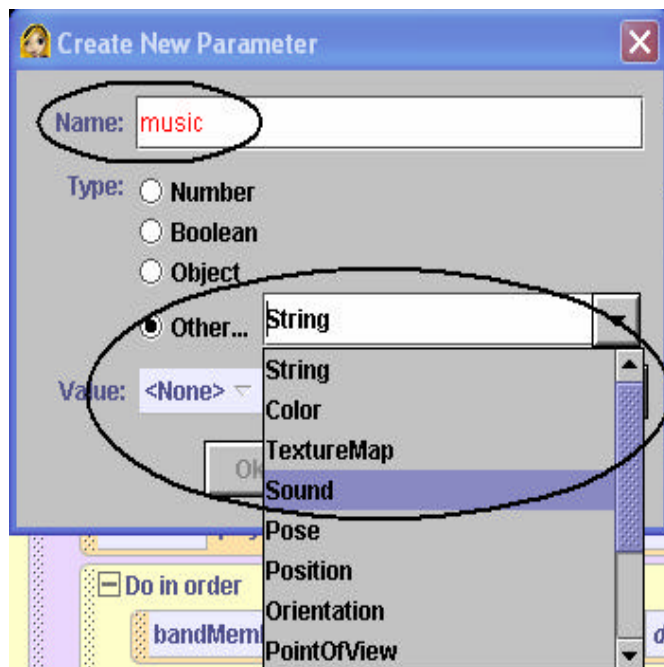 Create New Parameter
Name: music
Type: Number
Boolean
Object
Other... String
String
Value: <None>
Color
TextureMap
Sound
Pose
Position
Do in order
Orientation
PointOfView